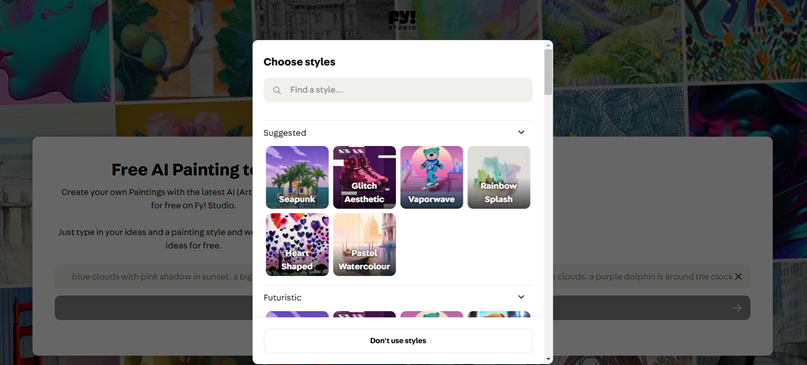 Fy!
STUDIO
Choose styles
Find a style...
Suggested
Seapunk
Glitch
Aesthetic
Vaporwave
Rainbow
Splash
Heart
Shaped
Pastel
Watercolour
Futuristic
Don't use styles
Free AI Painting to
Create your own Paintings with the latest AI (Art
for free on Fy! Studio.
Just type in your ideas and a painting style and we
ideas for free.
blue clouds with pink shadow in sunset. a big
e clouds. a purple dolphin is around the clock